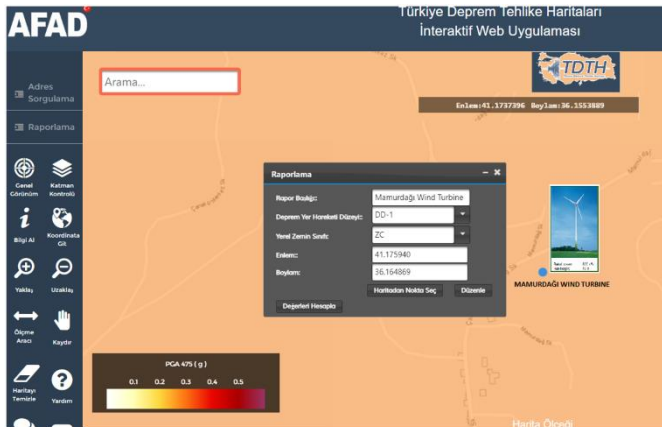 AFAD
Türkiye Deprem Tehlike Haritaları
İnteraktif Web Uygulaması
TDTH
Adres
Sorgulama
Arama...
Enlem:41,1737396 Boylam:36.1553889
Raporlama
Raporlama
Rapor Başlığı:
Mamurdağı Wind Turbine
Deprem Yer Hareketi Düzeyi:
DD-1
Yerel Zemin Sınıfı:
ZC
Enlem:
41.175940
Boylam:
36.164869
Haritadan Nokta Seç
Düzenle
Değerleri Hesapla
MAMURDAĞI WIND TURBINE
Genel
Görünüm
Katman
Kontrolü
Bilgi Al
Koordinata
Git
Yaklaş
Uzaklaş
Ölçme
Aracı
Kaydır
Haritayı
Temizle
Yardım
PGA 475 ( g )
0.1 0.2 0.3 0.4 0.5
Harita Ölçeği